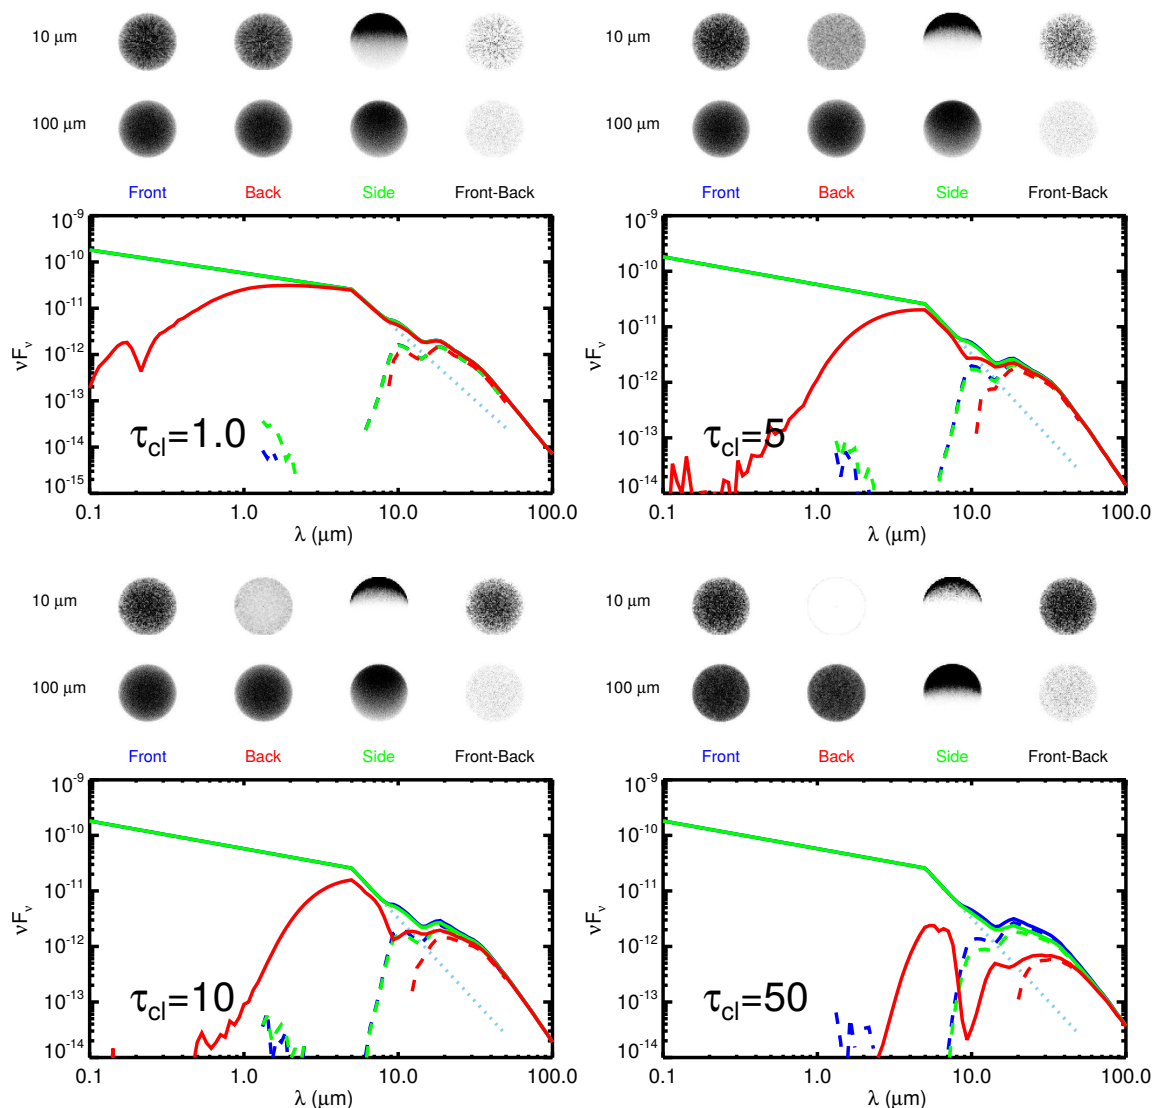 10 μm 10 μm
100 μm 100 μm
Front Back Side Front-Back Front Back Side Front-Back
10⁻⁹ 10⁻⁹
10⁻¹⁰ 10⁻¹⁰
10⁻¹¹
10⁻¹² 10⁻¹¹
10⁻¹³ 10⁻¹²
10⁻¹⁴ 10⁻¹³
10⁻¹⁵ 10⁻¹⁴
νFν νFν
τcl=1.0 τcl=5
0.1 1.0 10.0 100.0 0.1 1.0 10.0 100.0
λ (μm) λ (μm)
10 μm 10 μm
100 μm 100 μm
Front Back Side Front-Back Front Back Side Front-Back
10⁻⁹ 10⁻⁹
10⁻¹⁰ 10⁻¹⁰
10⁻¹¹ 10⁻¹¹
10⁻¹² 10⁻¹²
10⁻¹³ 10⁻¹³
10⁻¹⁴ 10⁻¹⁴
νFν νFν
τcl=10 τcl=50
0.1 1.0 10.0 100.0 0.1 1.0 10.0 100.0
λ (μm) λ (μm)